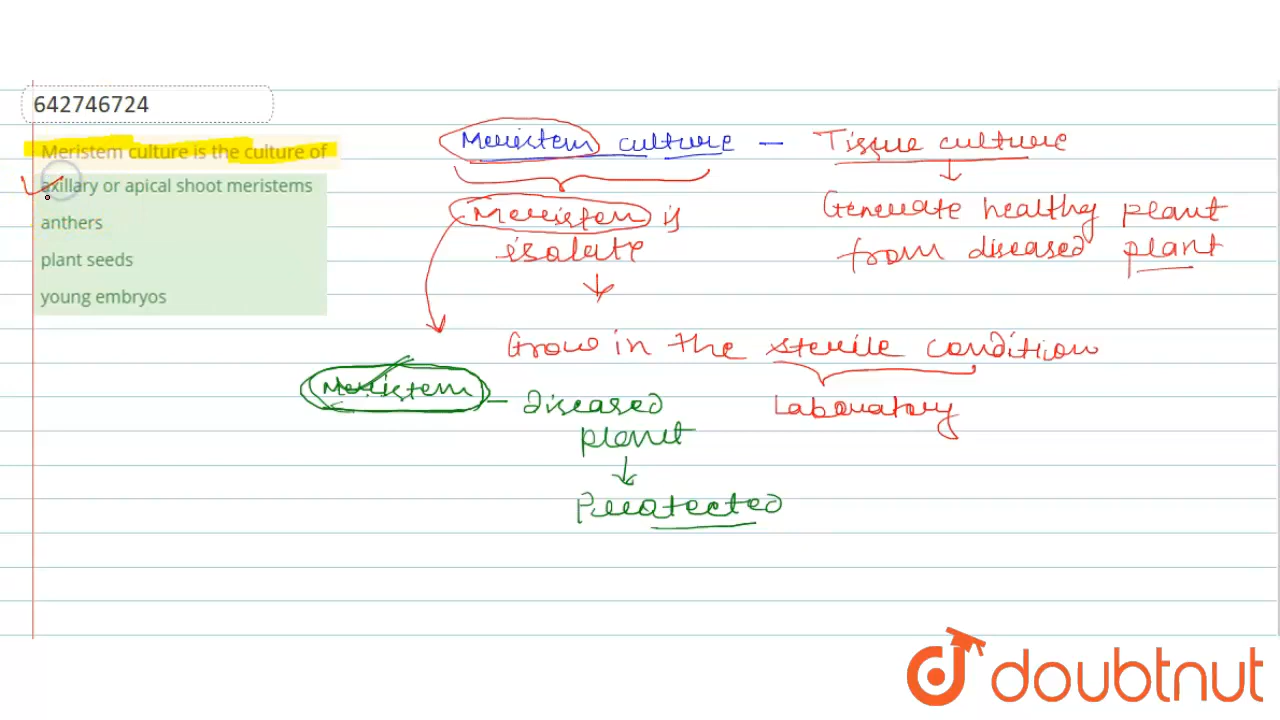 642746724
Meristem culture is the culture of
axillary or apical shoot meristems
anthers
plant seeds
young embryos
Meristem culture - Tissue culture
Meristem is
isolate
Generate healthy plant
from diseased plant
Grow in the sterile condition
Laboratory
Meristem - diseased
plant
Protected
doubtnut